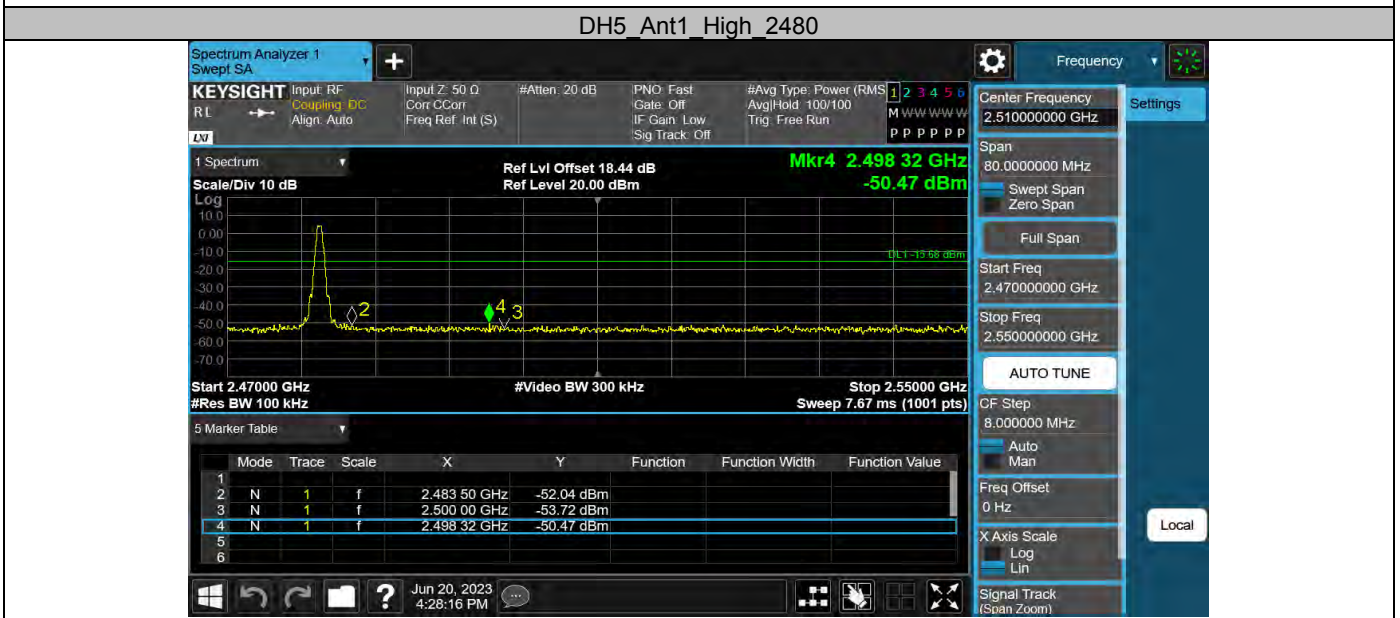 DH5_Ant1_High_2480
Spectrum Analyzer 1
Swept SA
+
Frequency
KEYSIGHT
RL
LXI
Input: RF
Coupling: DC
Align: Auto
Input Z: 50 Ω
Corr CCorr
Freq Ref: Int (S)
#Atten: 20 dB
PNO: Fast
Gate: Off
IF Gain: Low
Sig Track: Off
#Avg Type: Power (RMS
Avg|Hold: 100/100
Trig: Free Run
1 2 3 4 5 6
M W W W W W
P P P P P P
Center Frequency
2.510000000 GHz
Settings
Span
80.0000000 MHz
Swept Span
Zero Span
Full Span
Start Freq
2.470000000 GHz
Stop Freq
2.550000000 GHz
AUTO TUNE
CF Step
8.000000 MHz
Auto
Man
Freq Offset
0 Hz
X Axis Scale
Log
Lin
Signal Track
(Span Zoom)
Local
1 Spectrum
Scale/Div 10 dB
Ref Lvl Offset 18.44 dB
Ref Level 20.00 dBm
Mkr4 2.498 32 GHz
-50.47 dBm
Log
10.0
0.00
-10.0
-20.0
-30.0
-40.0
-50.0
-60.0
-70.0
2
4
3
Start 2.47000 GHz
#Res BW 100 kHz
#Video BW 300 kHz
Stop 2.55000 GHz
Sweep 7.67 ms (1001 pts)
5 Marker Table
Mode Trace Scale X Y Function Function Width Function Value
1
2 N 1 f 2.483 50 GHz -52.04 dBm
3 N 1 f 2.500 00 GHz -53.72 dBm
4 N 1 f 2.498 32 GHz -50.47 dBm
5
6
?
Jun 20, 2023
4:28:16 PM